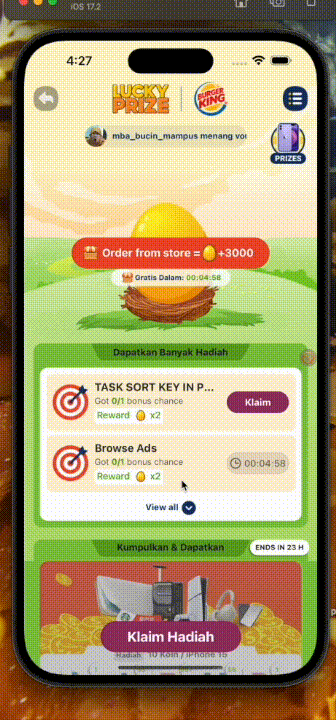 iOS 17.2
4:27
LUCKY
PRIZE
BURGER
KING
mba_bucin_mampus menang vou
PRIZES
Order from store = +3000
Gratis Dalam: 00:04:58
Dapatkan Banyak Hadiah
TASK SORT KEY IN P...
Got 0/1 bonus chance
Reward x2
Klaim
Browse Ads
Got 0/1 bonus chance
Reward x2
00:04:58
View all
Kumpulkan & Dapatkan
ENDS IN 23 H
Klaim Hadiah
Hadiah 10 Koin / iPhone 15